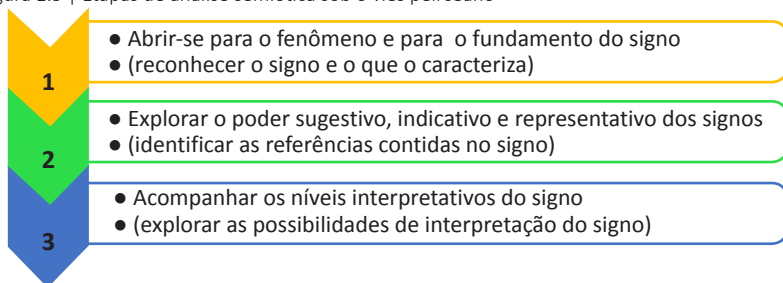 ● Abrir-se para o fenômeno e para o fundamento do signo
● (reconhecer o signo e o que o caracteriza)
1
● Explorar o poder sugestivo, indicativo e representativo dos signos
● (identificar as referências contidas no signo)
2
● Acompanhar os níveis interpretativos do signo
● (explorar as possibilidades de interpretação do signo)
3